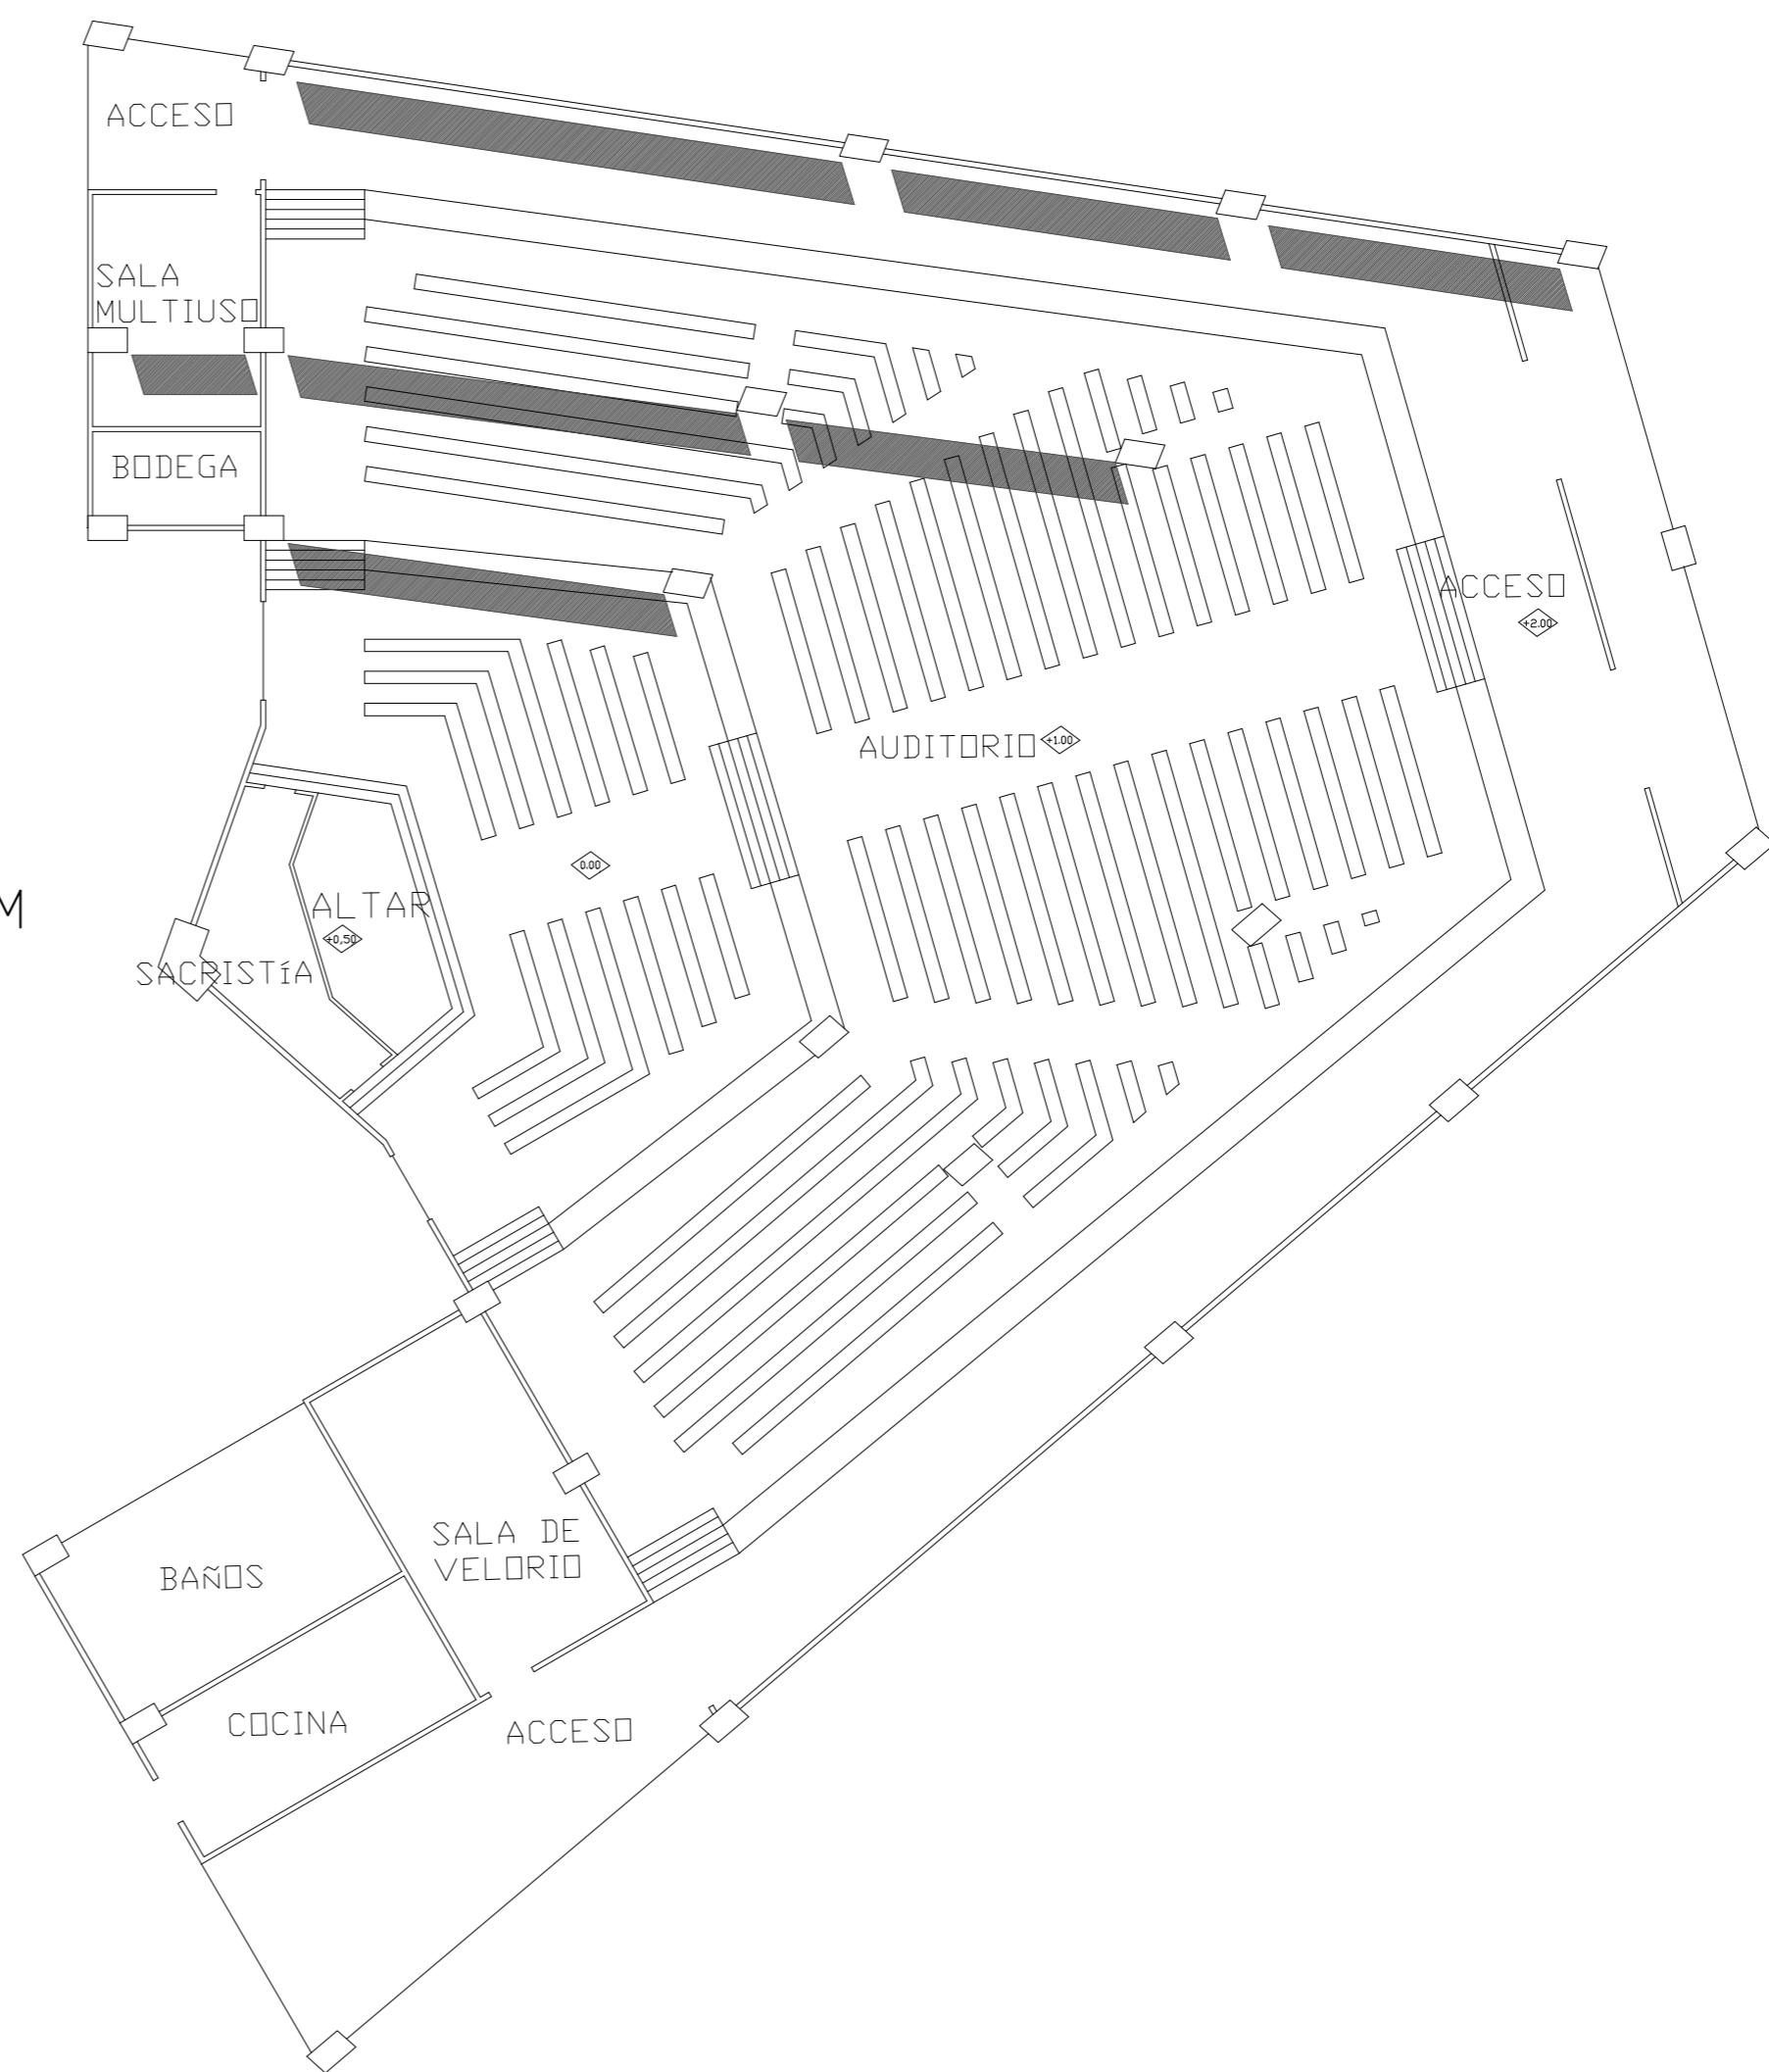 ACCESO
SALA
MULTIUSO
BODEGA
ACCESO
+2.00
AUDITORIO
+1.00
0.00
M
ALTAR
+0,50
SACRISTíA
SALA DE
VELORIO
BAÑOS
COCINA
ACCESO